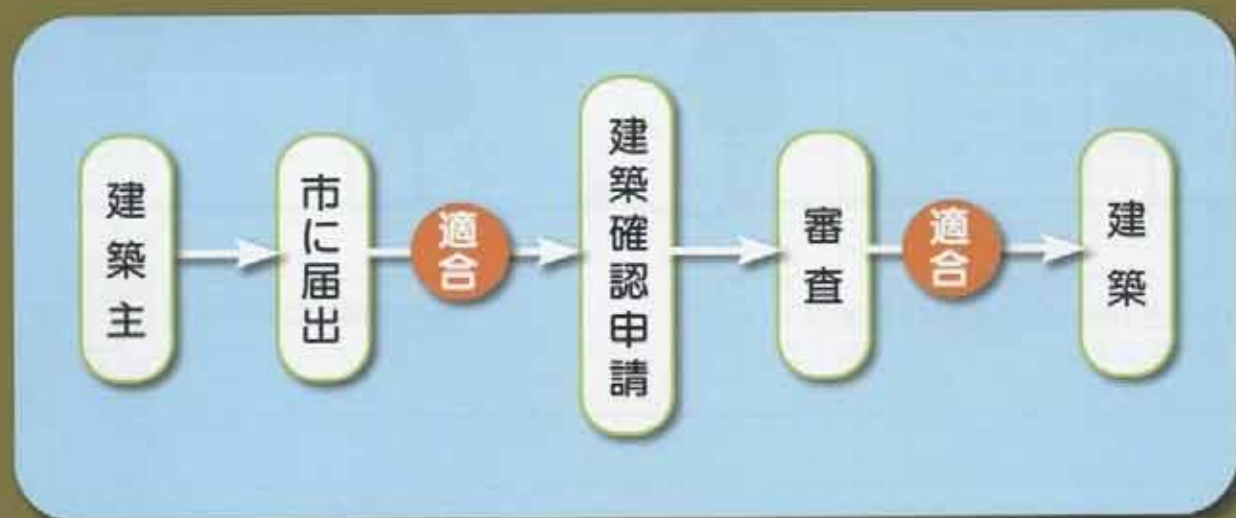 建築主
市に届出
適合
建築確認申請
審査
適合
建築